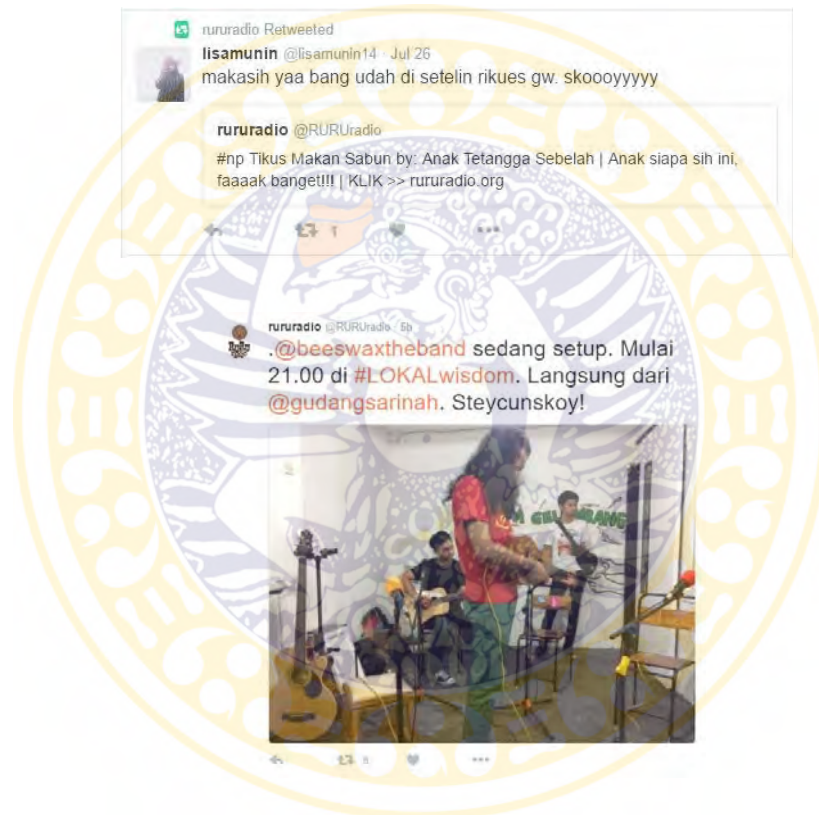 rururadio Retweeted
lisamunin @lisamunin14 · Jul 26
makasih yaa bang udah di setelin rikues gw. skoooyyyyy
rururadio @RURUradio
#np Tikus Makan Sabun by: Anak Tetangga Sebelah | Anak siapa sih ini,
faaaak banget!!! | KLIK >> rururadio.org
1
rururadio @RURUradio · 5h
.@beeswaxtheband sedang setup. Mulai
21.00 di #LOKALwisdom. Langsung dari
@gudangsarinah. Steycunskoy!